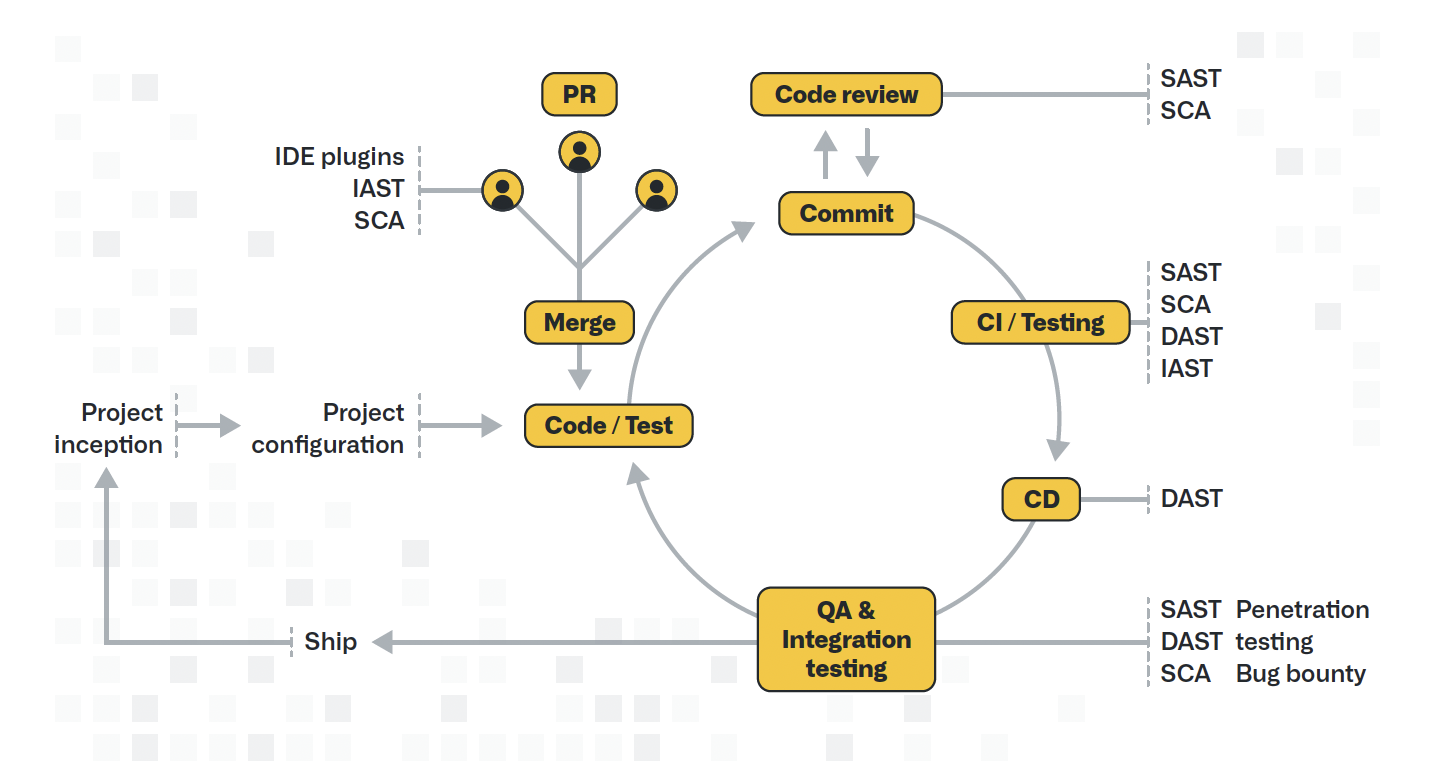 PR
Code review
SAST
SCA
IDE plugins
IAST
SCA
Commit
SAST
SCA
DAST
IAST
Merge
CI / Testing
Project
inception
Project
configuration
Code / Test
CD
DAST
QA &
Integration
testing
Ship
SAST Penetration
DAST testing
SCA Bug bounty